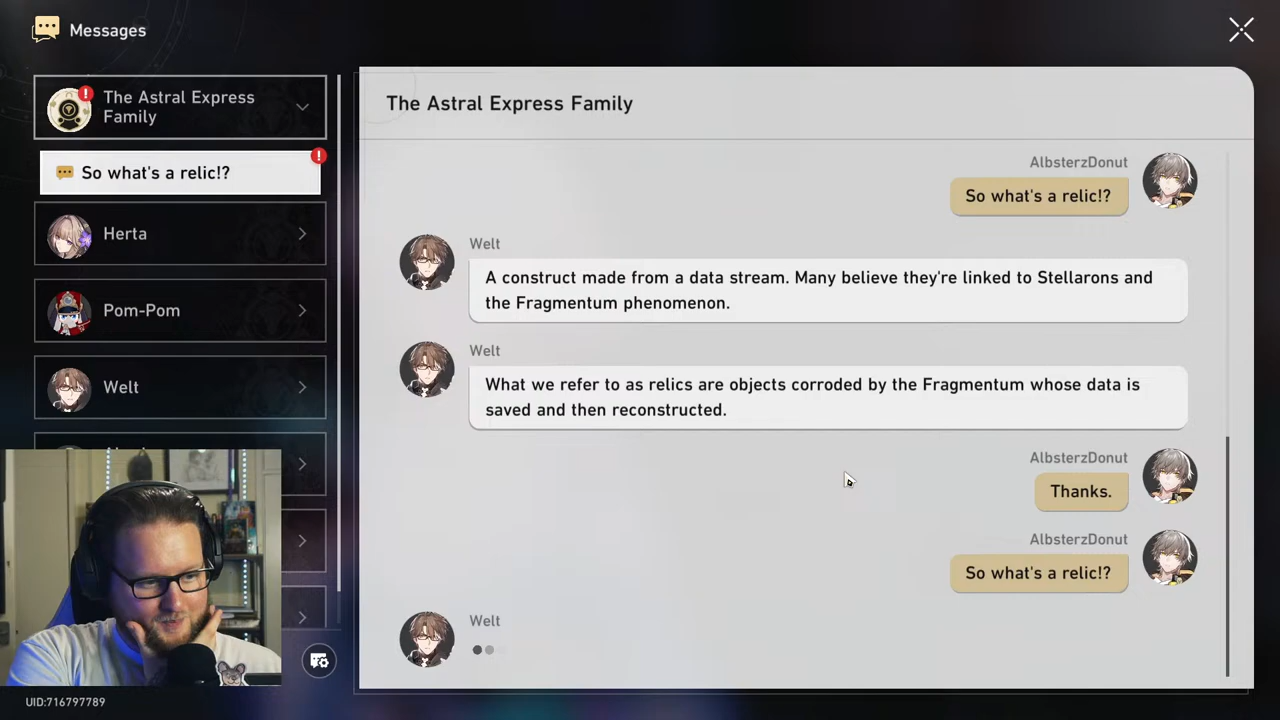 Messages
The Astral Express
Family
So what's a relic!?
Herta
Pom-Pom
Welt
The Astral Express Family
AlbsterzDonut
So what's a relic!?
Welt
A construct made from a data stream. Many believe they're linked to Stellarons and
the Fragmentum phenomenon.
Welt
What we refer to as relics are objects corroded by the Fragmentum whose data is
saved and then reconstructed.
AlbsterzDonut
Thanks.
AlbsterzDonut
So what's a relic!?
Welt
UID:716797789